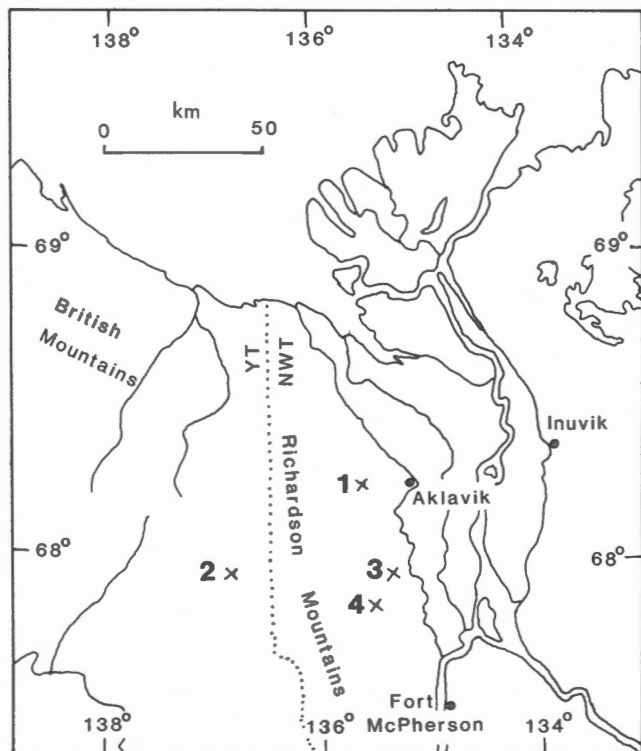 138° 136° 134°
km
0 50
69° 69°
British
Mountains
YT
NWT
Inuvik
Richardson
1×
Aklavik
68° 68°
2×
3×
4×
Mountains
Fort
McPherson
138° 136° 134°